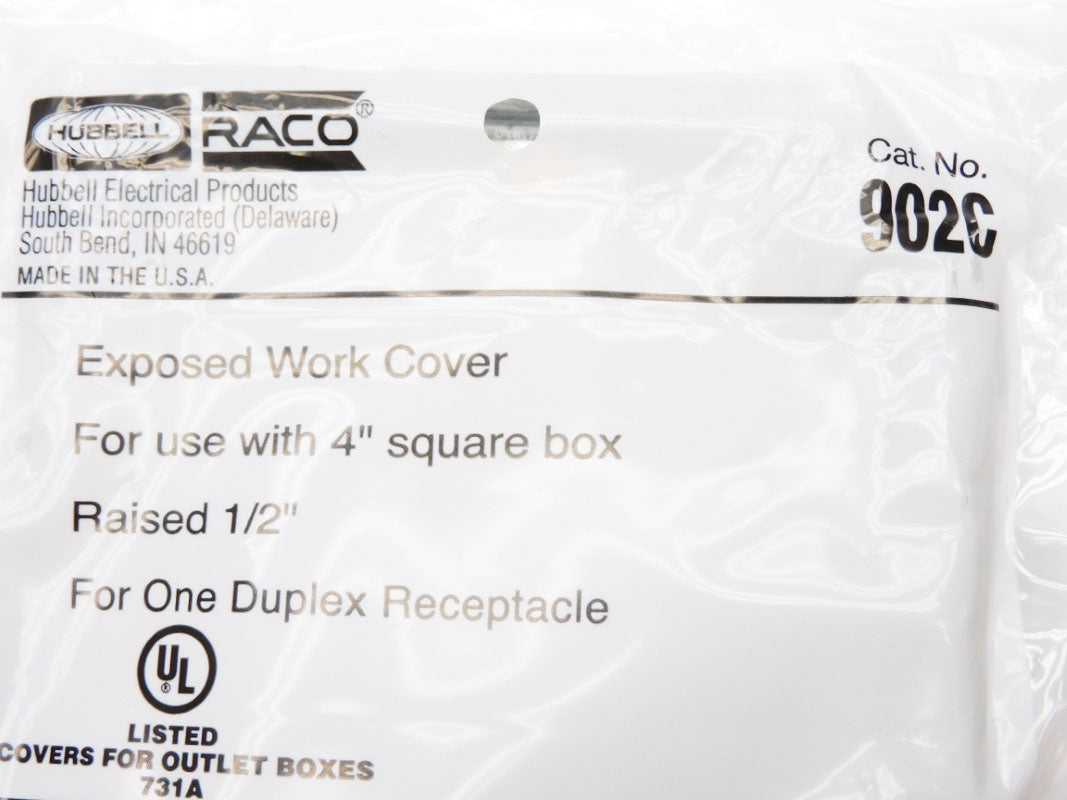 HUBBELL RACO®
Hubbell Electrical Products
Hubbell Incorporated (Delaware)
South Bend, IN 46619
MADE IN THE U.S.A.
Cat. No.
902C
Exposed Work Cover
For use with 4" square box
Raised 1/2"
For One Duplex Receptacle
UL®
LISTED
COVERS FOR OUTLET BOXES
731A